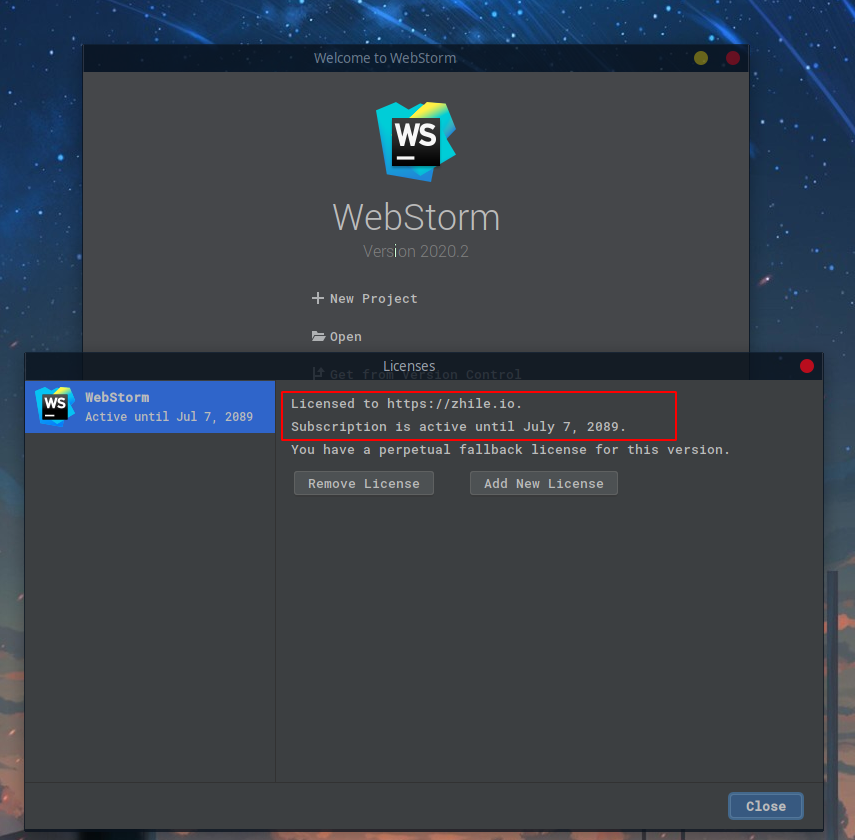 Welcome to WebStorm
WS
WebStorm
Version 2020.2
New Project
Open
Get from Version Control
Licenses
WS
WebStorm
Active until Jul 7, 2089
Licensed to https://zhile.io.
Subscription is active until July 7, 2089.
You have a perpetual fallback license for this version.
Remove License
Add New License
Close